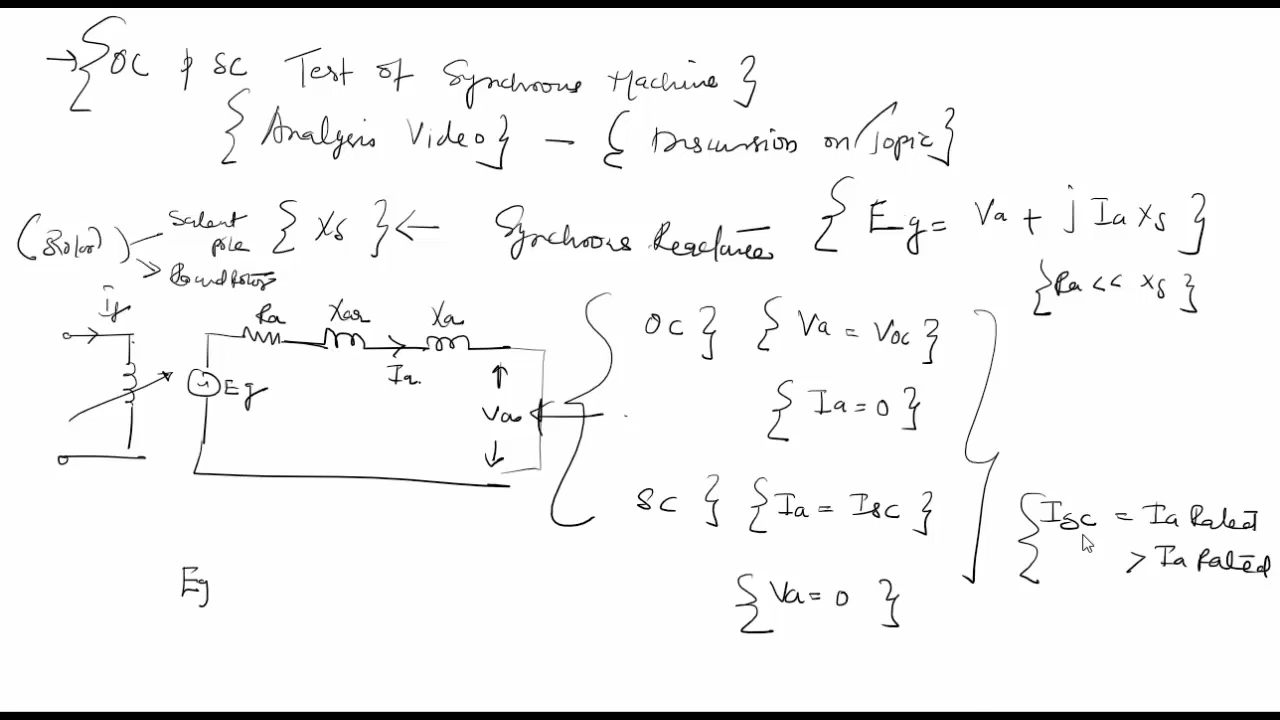 →{OC & SC Test of Synchrous Machine}
{Analysis Video} – {Discussion on Topic}
(Rotor) Salient pole
Round Rotor
{Xs} ← Synchrous Reactance
{Eg = Va + j Ia Xs}
{Ra << Xs}
If
Ra Xar Xa
Eg
Ia
Va
OC} {Va = Voc}
{Ia = 0}
SC} {Ia = Isc}
{Va = 0}
{Isc = Ia Rated
> Ia Rated
Eg